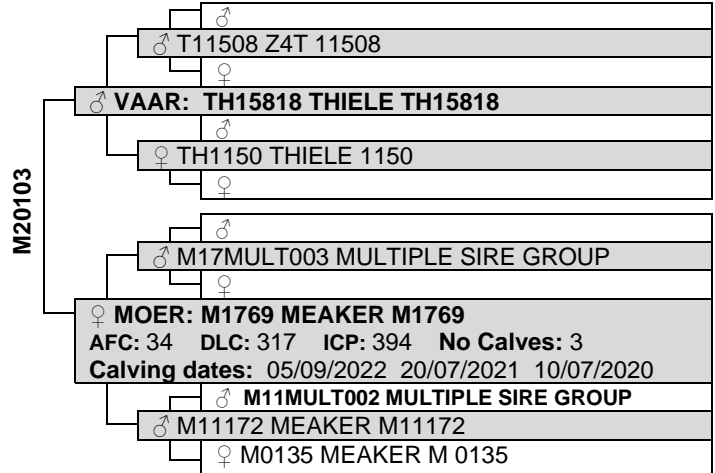 M20103
♂
♂ T11508 Z4T 11508
♀
♂ VAAR: TH15818 THIELE TH15818
♂
♀ TH1150 THIELE 1150
♀
♂
♂ M17MULT003 MULTIPLE SIRE GROUP
♀
♀ MOER: M1769 MEAKER M1769
AFC: 34 DLC: 317 ICP: 394 No Calves: 3
Calving dates: 05/09/2022 20/07/2021 10/07/2020
♂ M11MULT002 MULTIPLE SIRE GROUP
♂ M11172 MEAKER M11172
♀ M0135 MEAKER M 0135